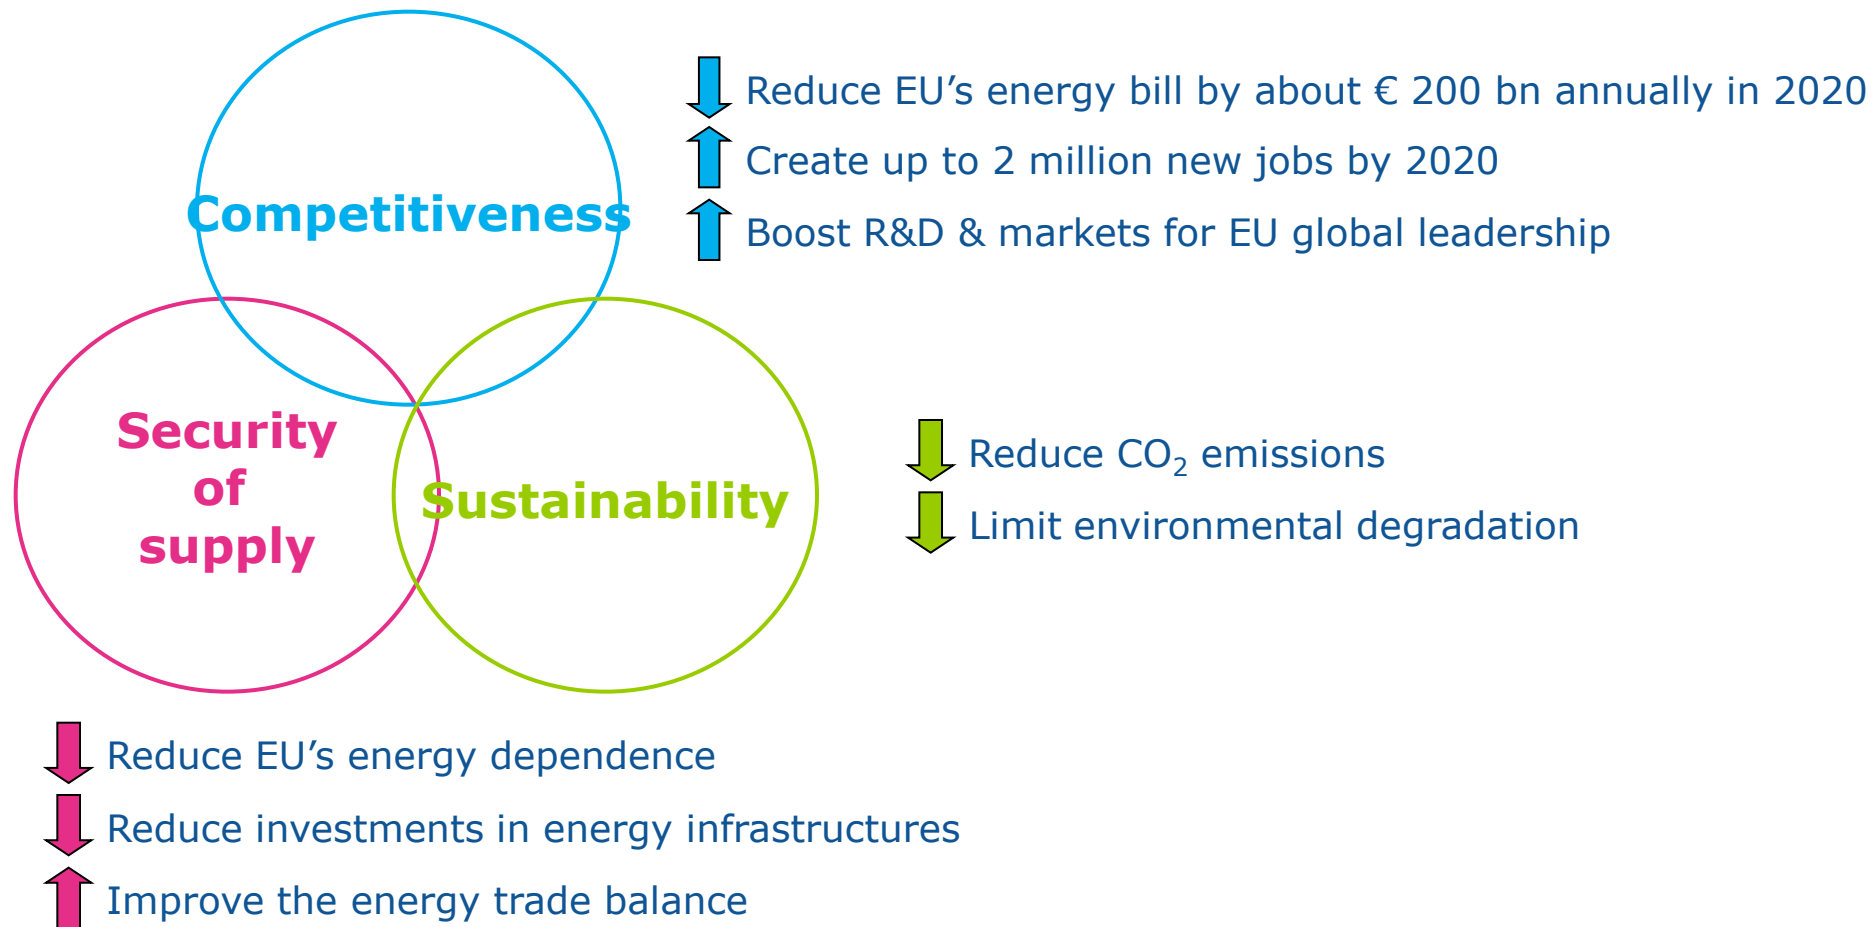 Reduce EU’s energy bill by about € 200 bn annually in 2020
Create up to 2 million new jobs by 2020
Boost R&D & markets for EU global leadership
Competitiveness
Security
of
supply
Sustainability
Reduce CO₂ emissions
Limit environmental degradation
Reduce EU’s energy dependence
Reduce investments in energy infrastructures
Improve the energy trade balance